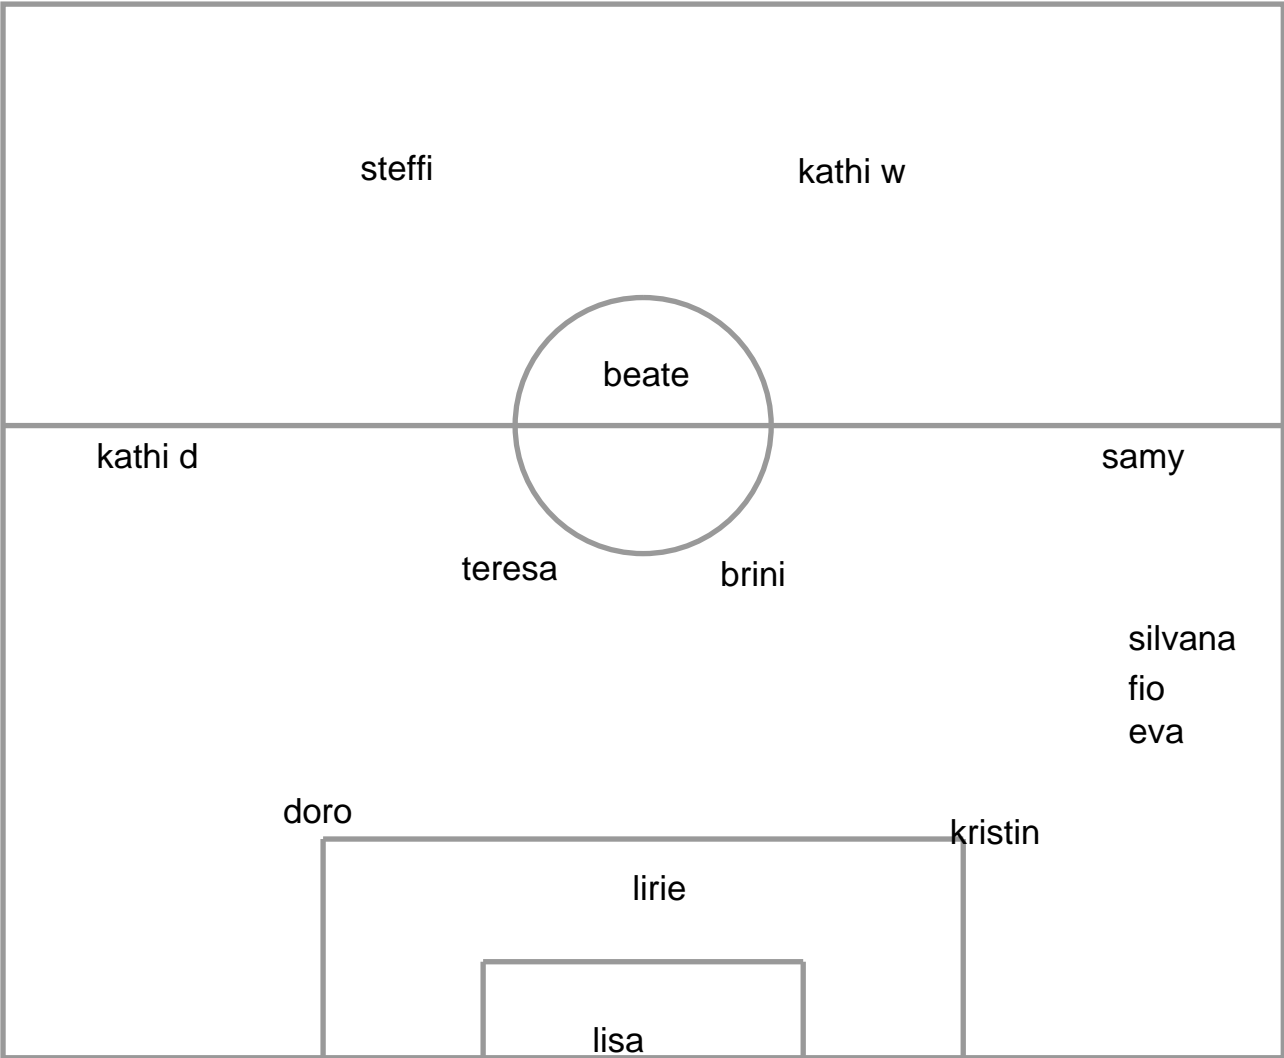 steffi
kathi w
beate
kathi d
samy
teresa
brini
silvana
fio
eva
doro
kristin
lirie
lisa